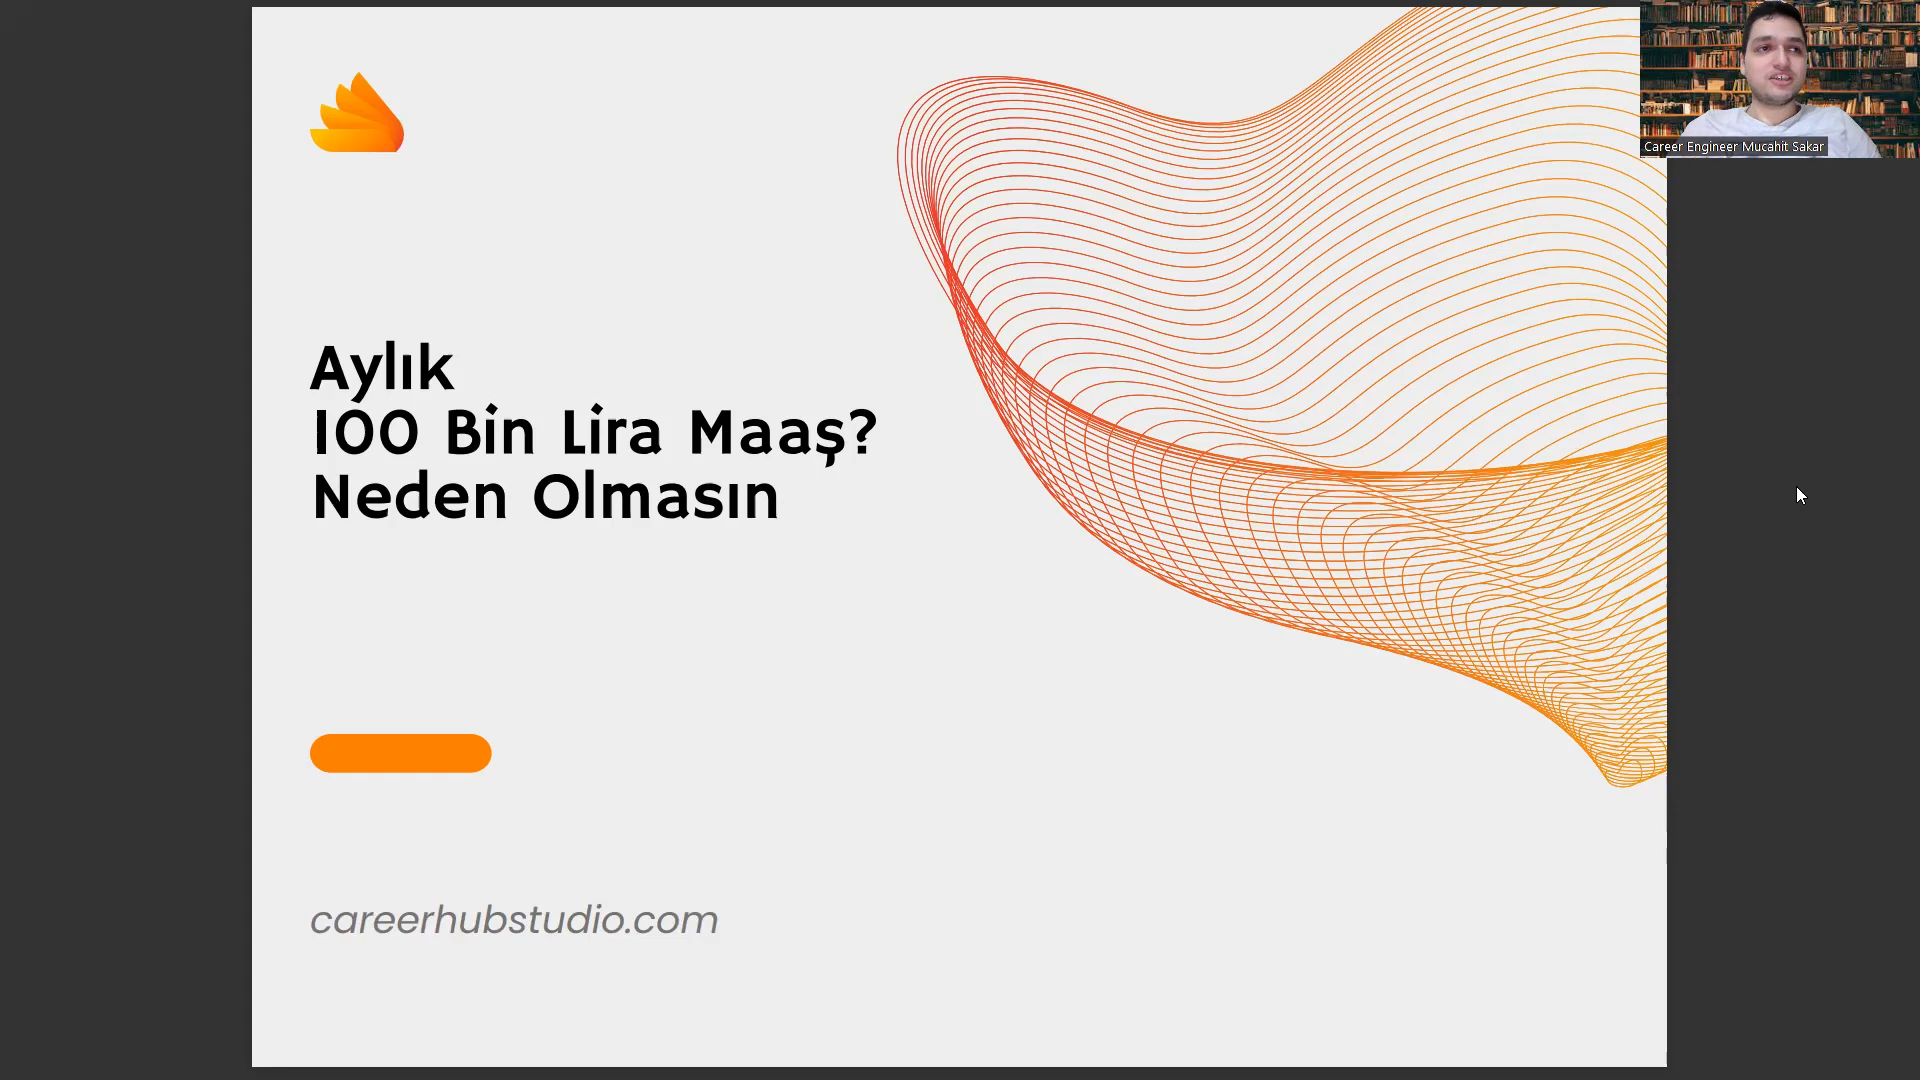 Career Engineer Mucahit Sakar
Aylık
100 Bin Lira Maaş?
Neden Olmasın
careerhubstudio.com